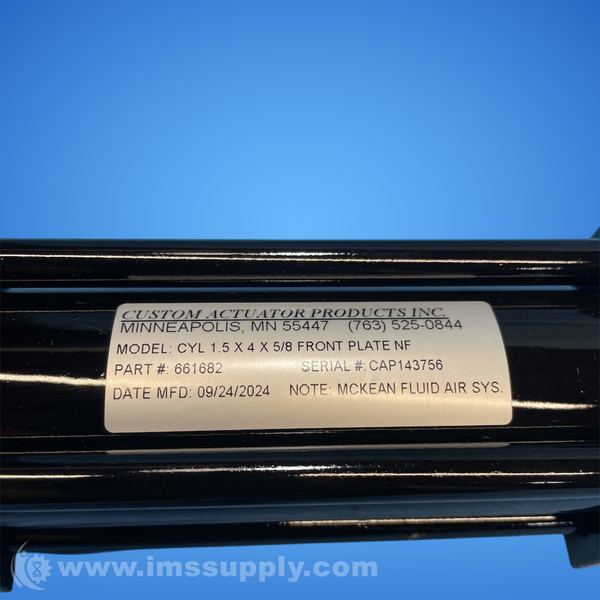 CUSTOM ACTUATOR PRODUCTS INC.
MINNEAPOLIS, MN 55447 (763) 525-0844
MODEL: CYL 1.5 X 4 X 5/8 FRONT PLATE NF
PART #: 661682 SERIAL #: CAP143756
DATE MFD: 09/24/2024 NOTE: MCKEAN FLUID AIR SYS.
www.imssupply.com